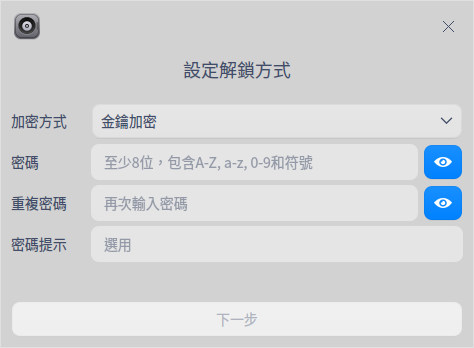 設定解鎖方式
加密方式 金鑰加密
密碼 至少8位，包含A-Z, a-z, 0-9和符號
重複密碼 再次輸入密碼
密碼提示 選用
下一步